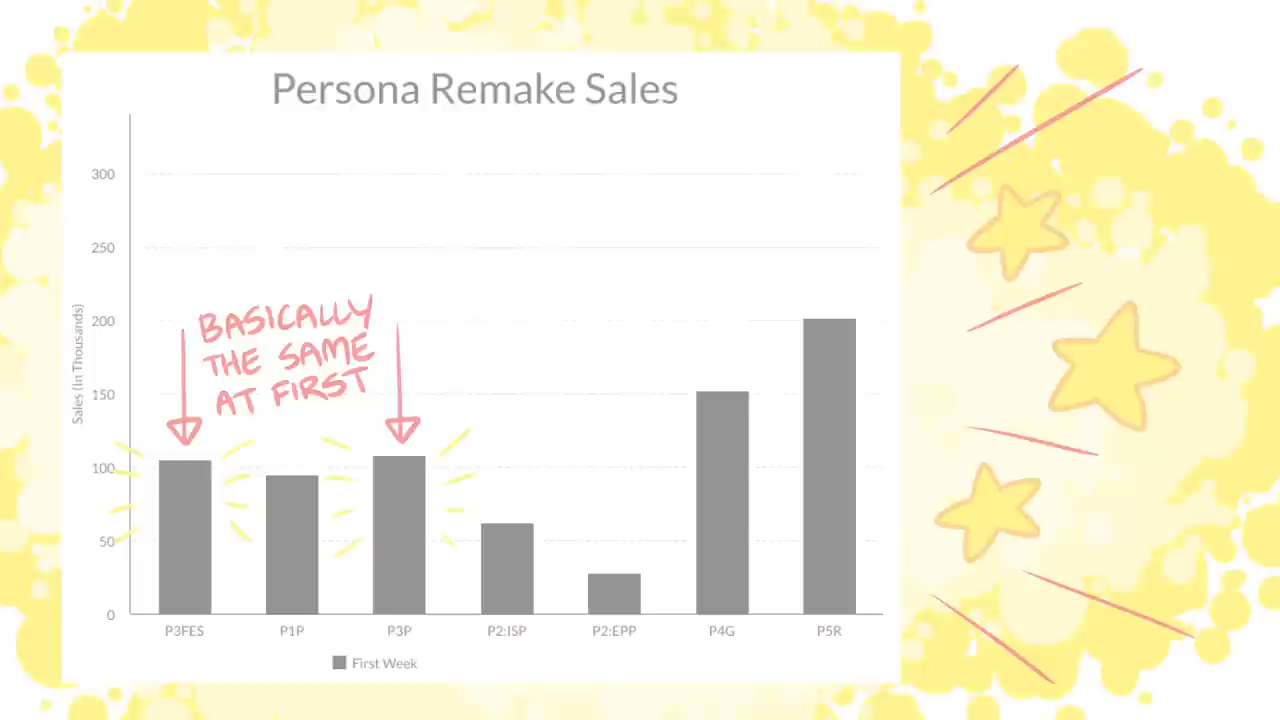 Persona Remake Sales
300
250
200
150
100
50
0
Sales (In Thousands)
BASICALLY
THE SAME
AT FIRST
P3FES P1P P3P P2:ISP P2:EPP P4G P5R
First Week